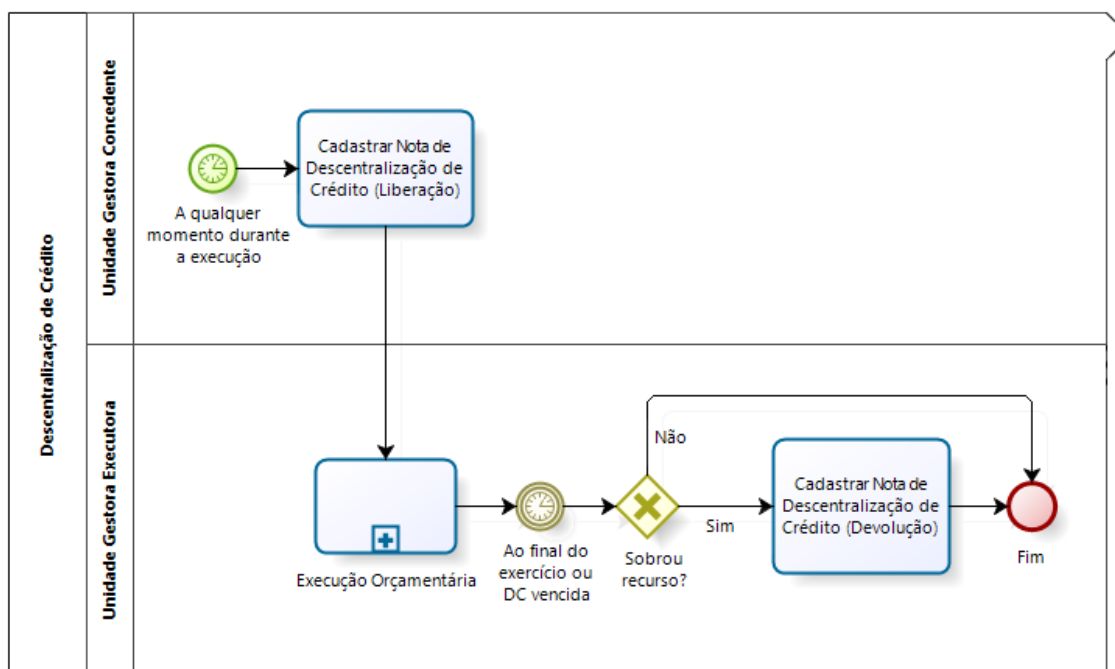 Descentralização de Crédito
Unidade Gestora Concedente
A qualquer
momento durante
a execução
Cadastrar Nota de
Descentralização de
Crédito (Liberação)
Unidade Gestora Executora
Execução Orçamentária
Ao final do
exercício ou
DC vencida
Sobrou
recurso?
Não
Sim
Cadastrar Nota de
Descentralização de
Crédito (Devolução)
Fim